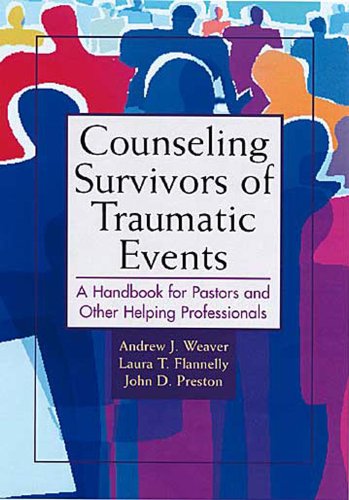 Counseling
Survivors of
Traumatic
Events
A Handbook for Pastors and
Other Helping Professionals
Andrew J. Weaver
Laura T. Flannelly
John D. Preston